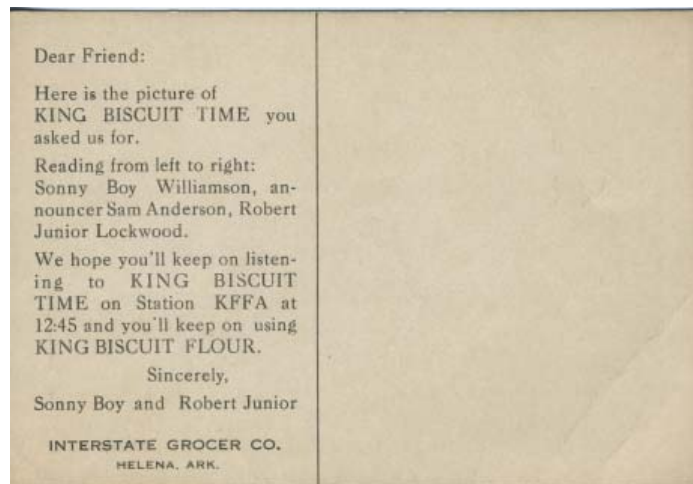 Dear Friend:
Here is the picture of
KING BISCUIT TIME you
asked us for.
Reading from left to right:
Sonny Boy Williamson, an-
nouncer Sam Anderson, Robert
Junior Lockwood.
We hope you'll keep on listen-
ing to KING BISCUIT
TIME on Station KFFA at
12:45 and you'll keep on using
KING BISCUIT FLOUR.
Sincerely,
Sonny Boy and Robert Junior
INTERSTATE GROCER CO.
HELENA, ARK.